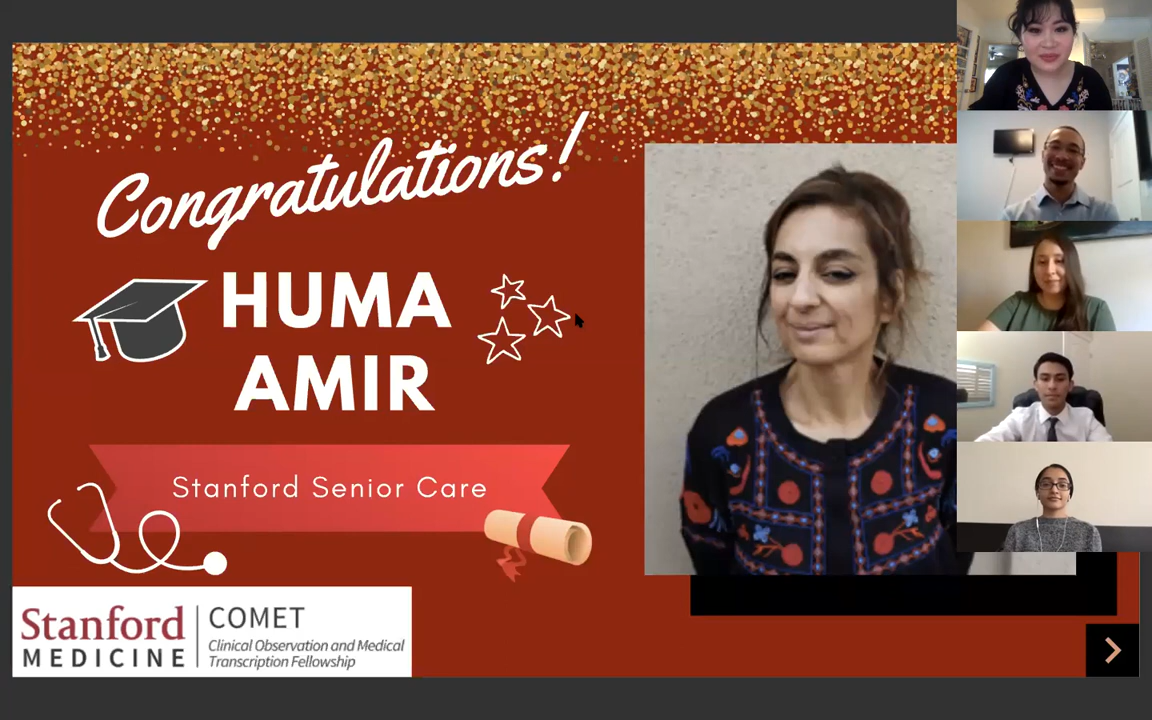 Congratulations!
HUMA
AMIR
Stanford Senior Care
Stanford
MEDICINE
COMET
Clinical Observation and Medical
Transcription Fellowship